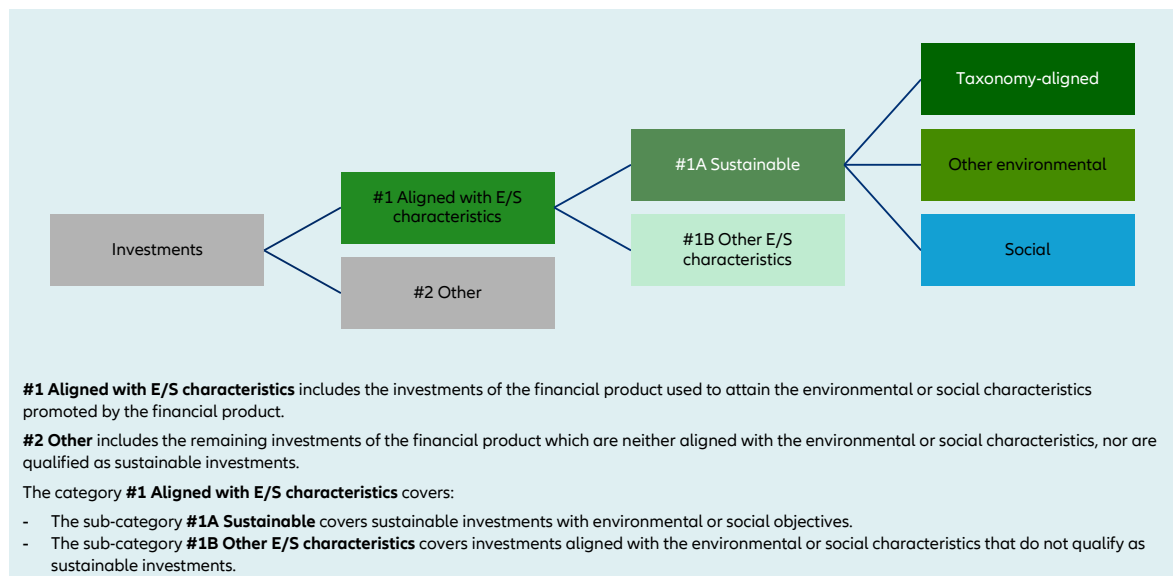 Taxonomy-aligned
#1A Sustainable
Other environmental
#1 Aligned with E/S
characteristics
Investments
#1B Other E/S
characteristics
Social
#2 Other
#1 Aligned with E/S characteristics includes the investments of the financial product used to attain the environmental or social characteristics
promoted by the financial product.
#2 Other includes the remaining investments of the financial product which are neither aligned with the environmental or social characteristics, nor are
qualified as sustainable investments.
The category #1 Aligned with E/S characteristics covers:
- The sub-category #1A Sustainable covers sustainable investments with environmental or social objectives.
- The sub-category #1B Other E/S characteristics covers investments aligned with the environmental or social characteristics that do not qualify as
sustainable investments.